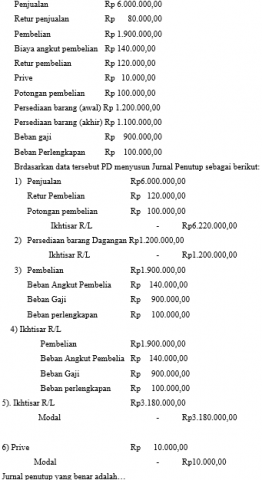 Penjualan Rp 6.000.000,00
Retur penjualan Rp 80.000,00
Pembelian Rp 1.900.000,00
Biaya angkut pembelian Rp 140.000,00
Retur pembelian Rp 120.000,00
Prive Rp 10.000,00
Potongan pembelian Rp 100.000,00
Persediaan barang (awal) Rp 1.200.000,00
Persediaan barang (akhir) Rp 1.100.000,00
Beban gaji Rp 900.000,00
Beban Perlengkapan Rp 100.000,00
Brdasarkan data tersebut PD menyusun Jurnal Penutup sebagai berikut:
1) Penjualan Rp6.000.000,00
Retur Pembelian Rp 120.000,00
Potongan pembelian Rp 100.000,00
Ikhtisar R/L - Rp6.220.000,00
2) Persediaan barang Dagangan Rp1.200.000,00
Ikhtisar R/L - Rp1.200.000,00
3) Pembelian Rp1.900.000,00
Beban Angkut Pembelia Rp 140.000,00
Beban Gaji Rp 900.000,00
Beban perlengkapan Rp 100.000,00
4) Ikhtisar R/L
Pembelian Rp1.900.000,00
Beban Angkut Pembelia Rp 140.000,00
Beban Gaji Rp 900.000,00
Beban perlengkapan Rp 100.000,00
5). Ikhtisar R/L Rp3.180.000,00
Modal - Rp3.180.000,00
6) Prive Rp 10.000,00
Modal - Rp10.000,00
Jurnal penutup yang benar adalah…